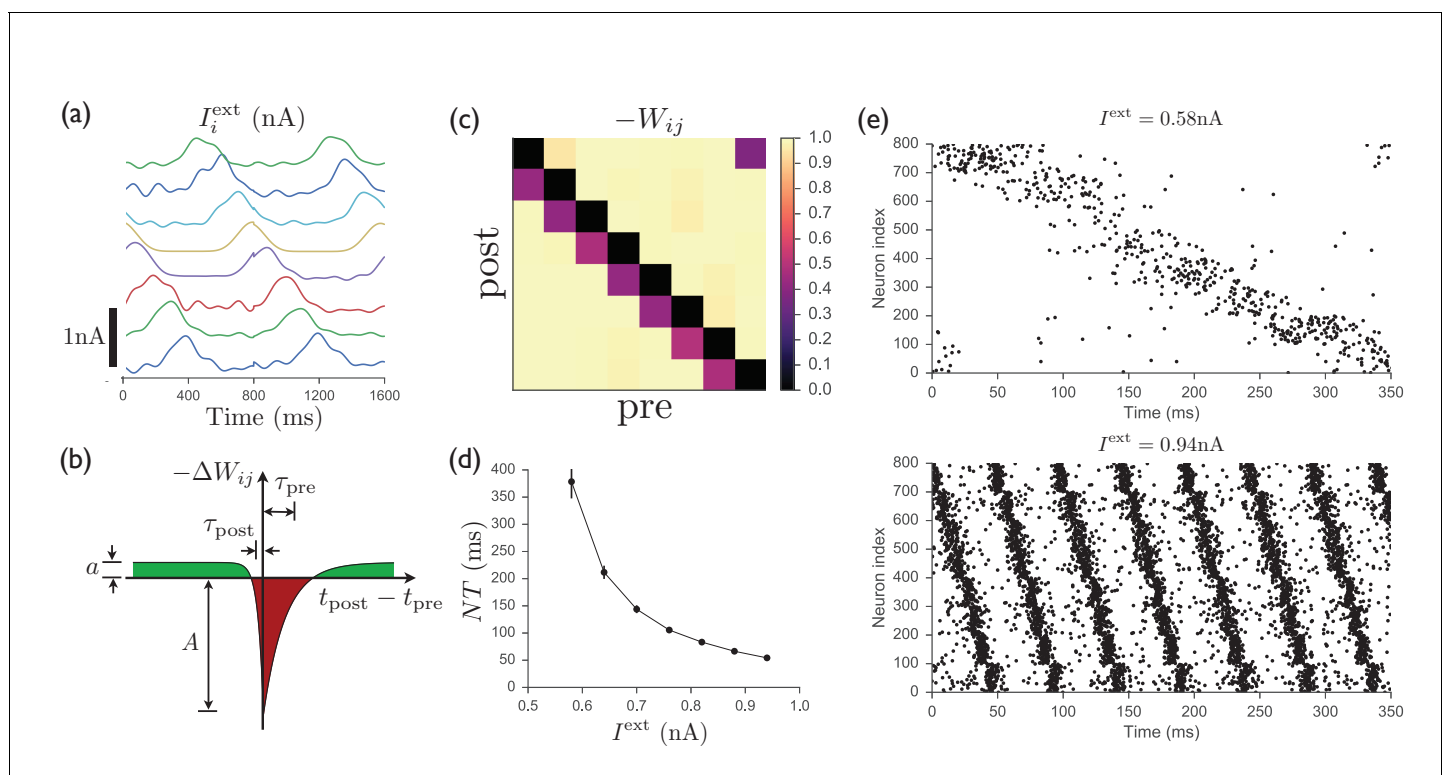 (a)
I_i^ext (nA)
1nA
-
0 400 800 1200 1600
Time (ms)
(b)
−ΔW_ij
τ_pre
τ_post
a
t_post − t_pre
A
(c)
−W_ij
post
pre
1.0
0.9
0.8
0.7
0.6
0.5
0.4
0.3
0.2
0.1
0.0
(d)
NT (ms)
400
350
300
250
200
150
100
50
0
0.5 0.6 0.7 0.8 0.9 1.0
I^ext (nA)
(e)
I^ext = 0.58nA
Neuron index
800
700
600
500
400
300
200
100
0
0 50 100 150 200 250 300 350
Time (ms)
I^ext = 0.94nA
Neuron index
800
700
600
500
400
300
200
100
0
0 50 100 150 200 250 300 350
Time (ms)